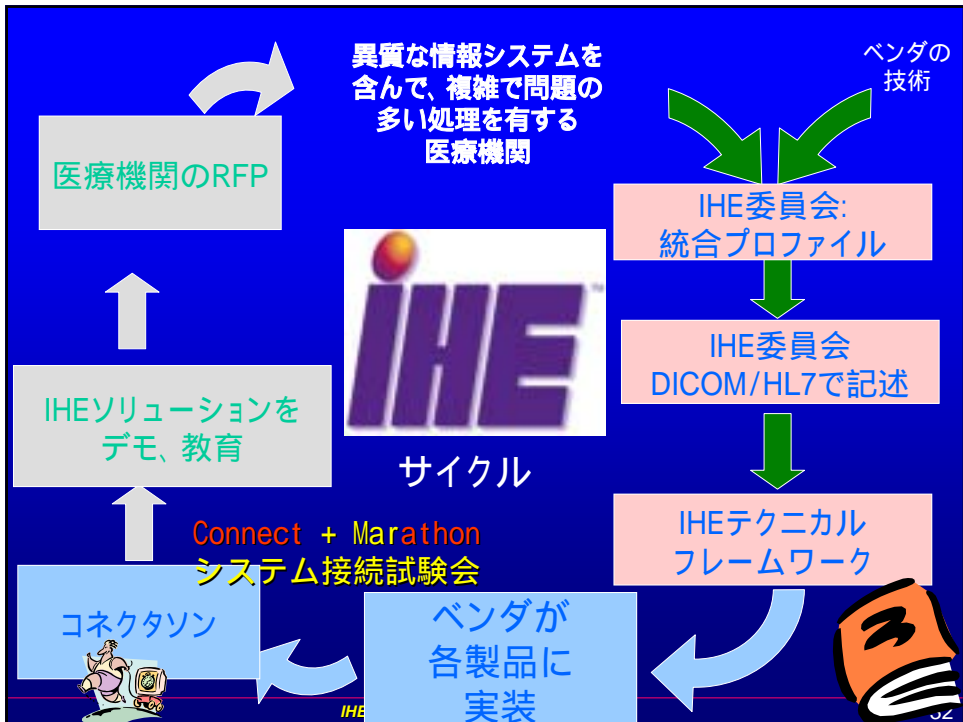 異質な情報システムを
含んで、複雑で問題の
多い処理を有する
医療機関
ベンダの
技術
医療機関のRFP
IHE委員会:
統合プロファイル
IHE
サイクル
IHE委員会
DICOM/HL7で記述
IHEソリューションを
デモ、教育
IHEテクニカル
フレームワーク
Connect + Marathon
システム接続試験会
コネクタソン
ベンダが
各製品に
実装
IHE